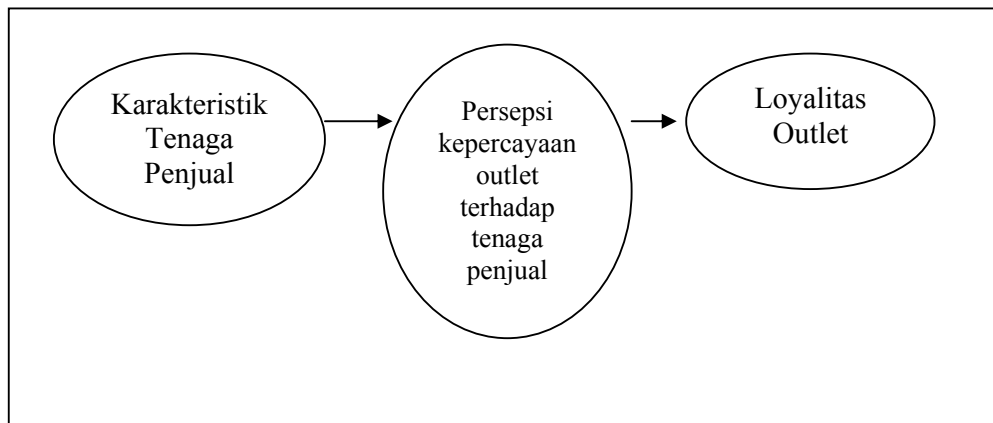 Karakteristik
Tenaga
Penjual
Persepsi
kepercayaan
outlet
terhadap
tenaga
penjual
Loyalitas
Outlet